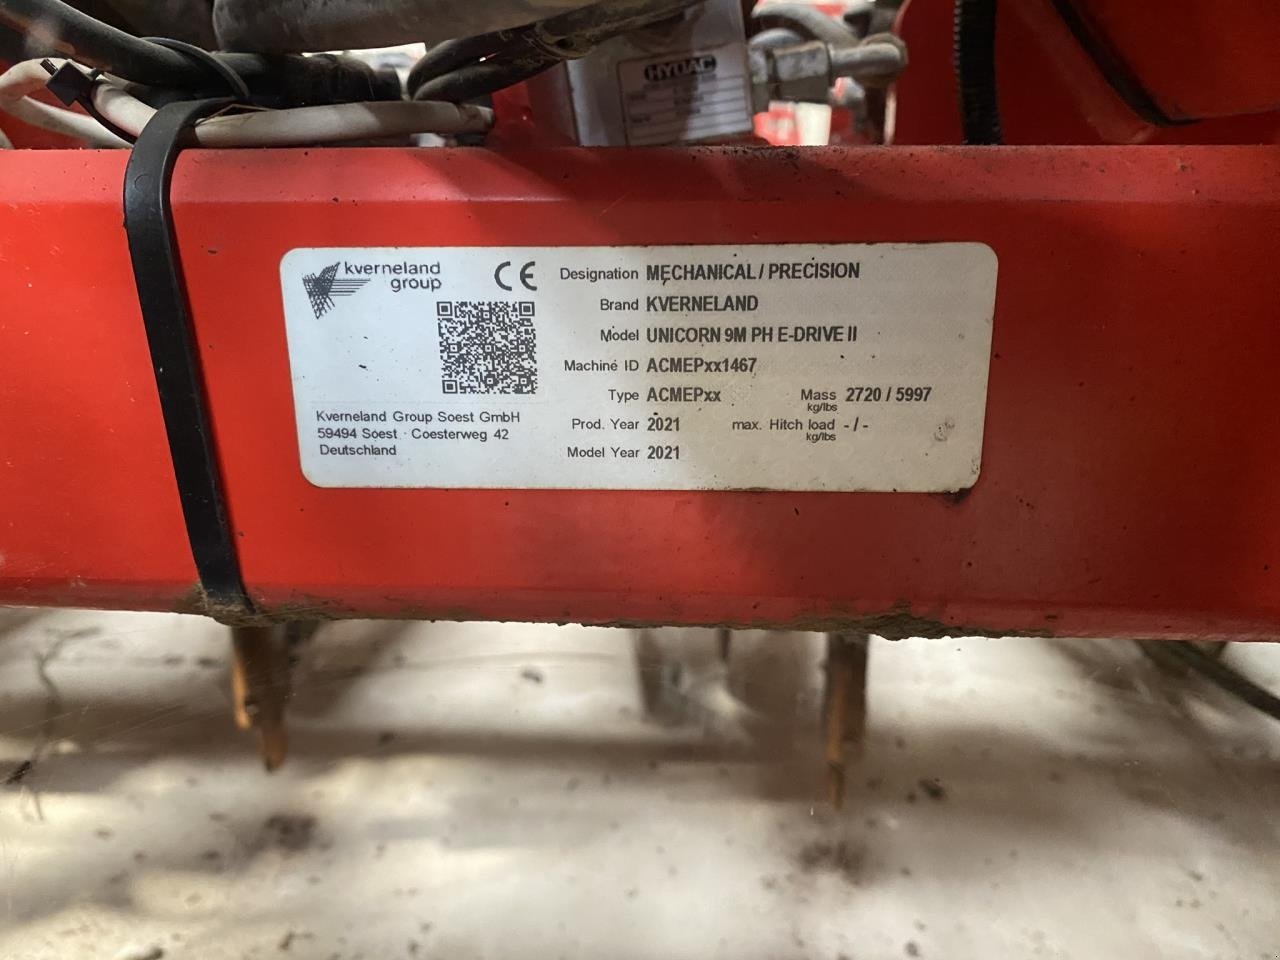 HYDAC
kverneland
group
CE
Designation MECHANICAL / PRECISION
Brand KVERNELAND
Model UNICORN 9M PH E-DRIVE II
Machine ID ACMEPxx1467
Type ACMEPxx Mass 2720 / 5997
kg/lbs
Prod. Year 2021 max. Hitch load - / -
kg/lbs
Model Year 2021
Kverneland Group Soest GmbH
59494 Soest · Coesterweg 42
Deutschland